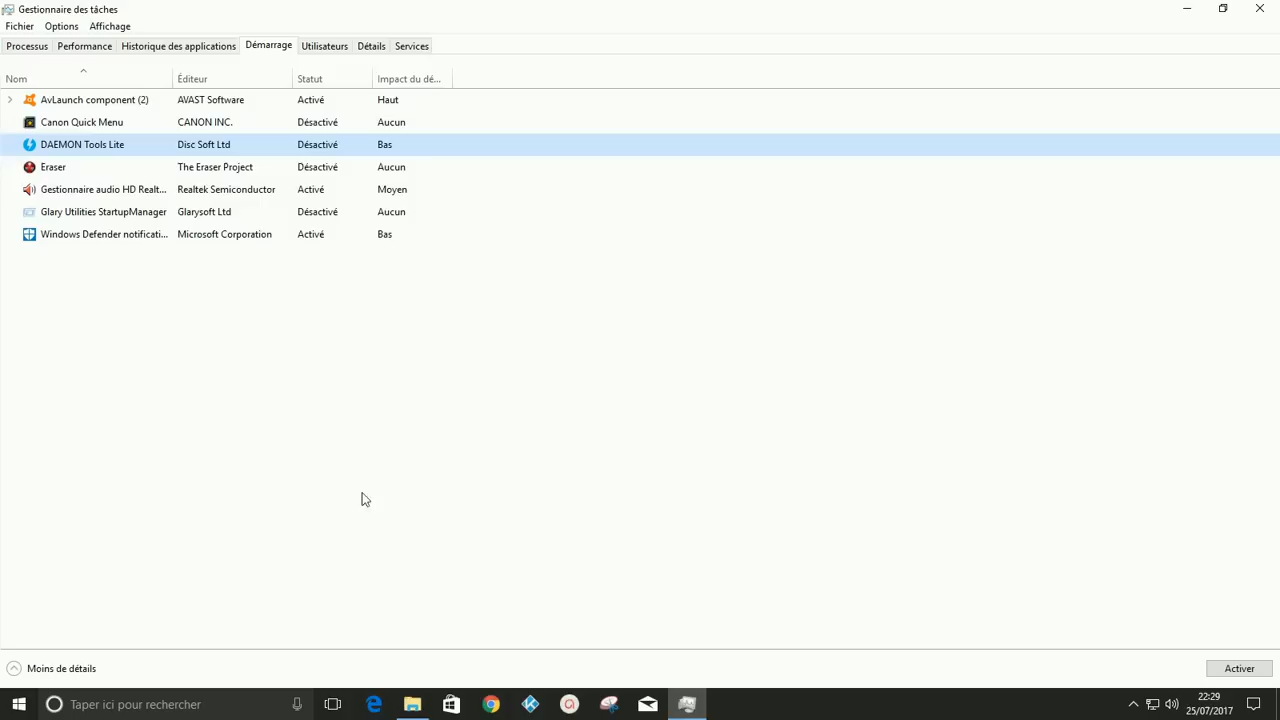 Gestionnaire des tâches
Fichier Options Affichage
Processus Performance Historique des applications Démarrage Utilisateurs Détails Services
Nom Éditeur Statut Impact du dé...
AvLaunch component (2) AVAST Software Activé Haut
Canon Quick Menu CANON INC. Désactivé Aucun
DAEMON Tools Lite Disc Soft Ltd Désactivé Bas
Eraser The Eraser Project Désactivé Aucun
Gestionnaire audio HD Realt... Realtek Semiconductor Activé Moyen
Glary Utilities StartupManager Glarysoft Ltd Désactivé Aucun
Windows Defender notificati... Microsoft Corporation Activé Bas
Moins de détails Activer
Taper ici pour rechercher 22:29
25/07/2017